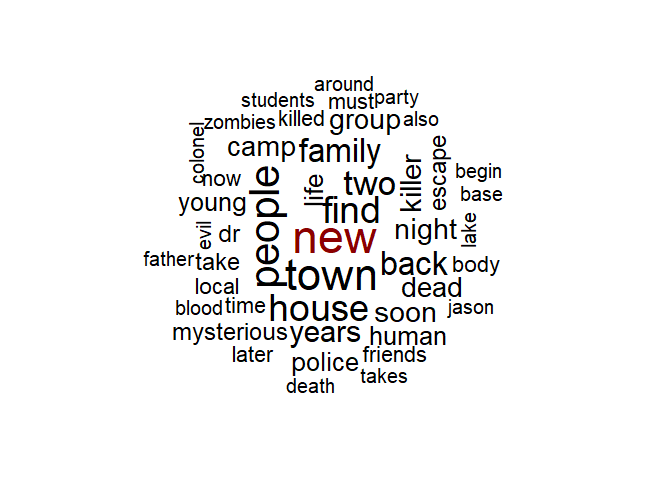 around
students
must
party
zombies
killed
group
also
colonel
camp
family
killer
escape
now
life
two
begin
young
people
find
base
evil
dr
new
night
lake
father
take
town
back
body
local
dead
blood
time
house
soon
jason
mysterious
years
human
later
police
friends
death
takes